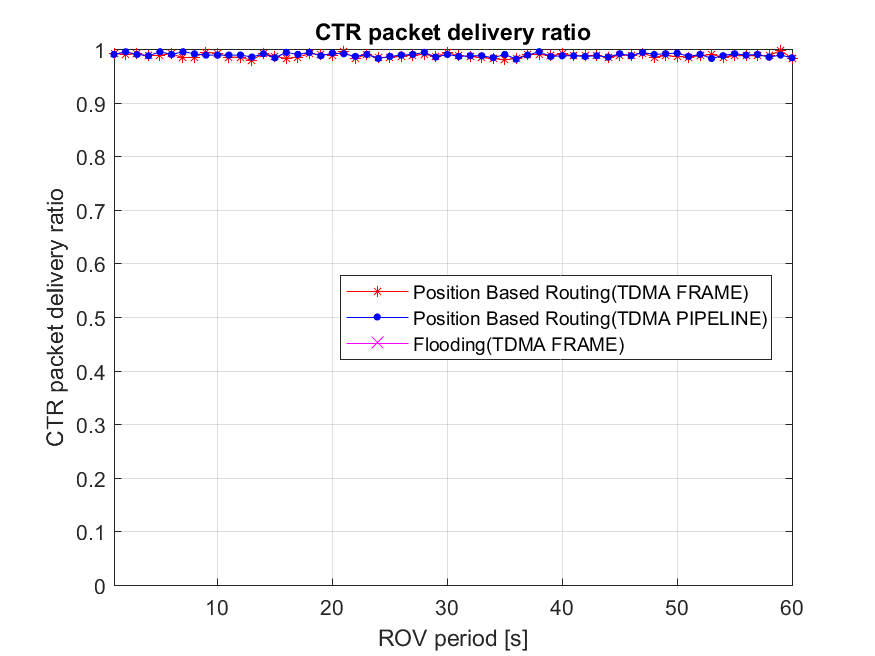 CTR packet delivery ratio
CTR packet delivery ratio
1
0.9
0.8
0.7
0.6
0.5
0.4
0.3
0.2
0.1
0
Position Based Routing(TDMA FRAME)
Position Based Routing(TDMA PIPELINE)
Flooding(TDMA FRAME)
10 20 30 40 50 60
ROV period [s]